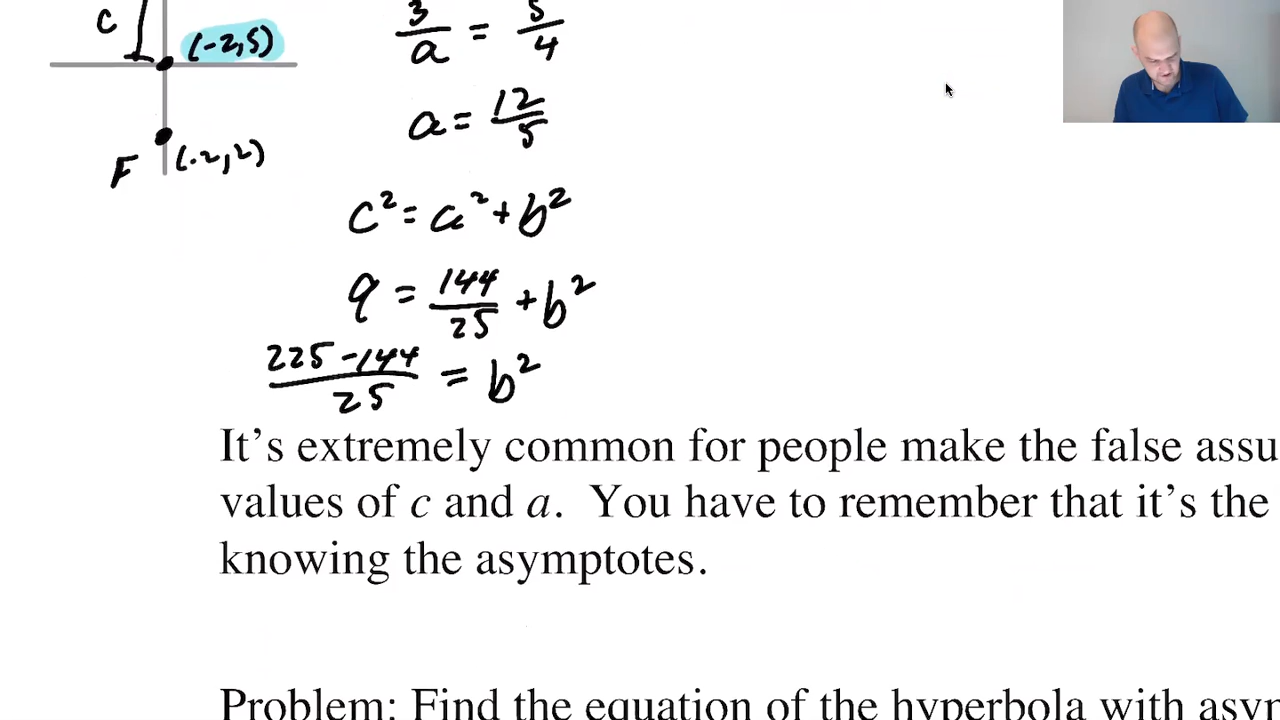 C
(-2,5)
F
(-2,2)
3/a = 5/4
a = 12/5
c² = a² + b²
9 = 144/25 + b²
225 - 144/25 = b²
It's extremely common for people make the false assu
values of c and a. You have to remember that it's the
knowing the asymptotes.
Problem: Find the equation of the hyperbola with asyr